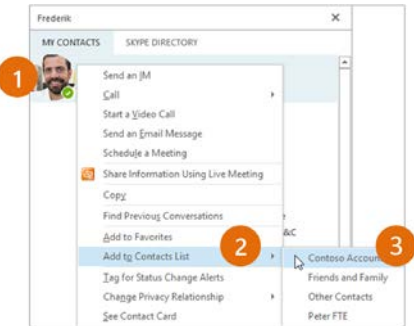 Frederik
MY CONTACTS SKYPE DIRECTORY
1
Send an IM
Call
Start a Video Call
Send an Email Message
Schedule a Meeting
Share Information Using Live Meeting
Copy
Find Previous Conversations
Add to Favorites
2
&C
3
Add to Contacts List
Contoso Accoun
Tag for Status Change Alerts
Friends and Family
Change Privacy Relationship
Other Contacts
See Contact Card
Peter FTE